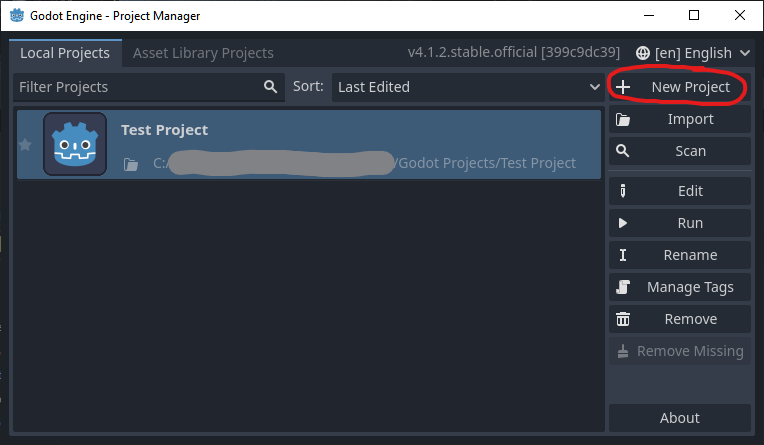 Godot Engine - Project Manager
Local Projects Asset Library Projects v4.1.2.stable.official [399c9dc39] [en] English
Filter Projects Sort: Last Edited New Project
Import
Test Project
Scan
C:/ /Godot Projects/Test Project
Edit
Run
Rename
Manage Tags
Remove
Remove Missing
About